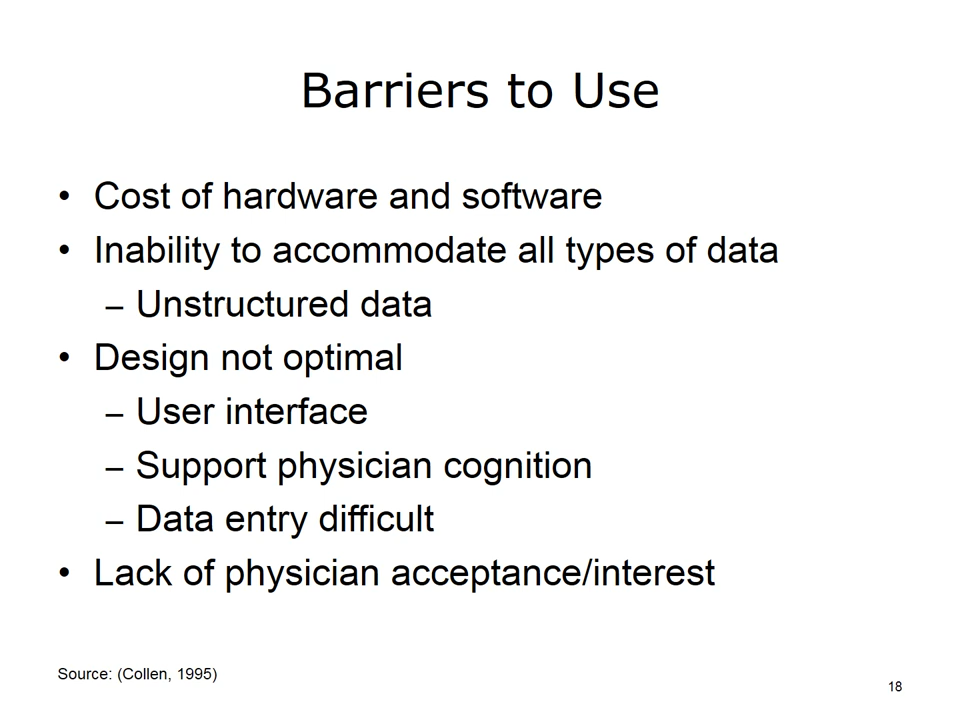 Barriers to Use
• Cost of hardware and software
• Inability to accommodate all types of data
– Unstructured data
• Design not optimal
– User interface
– Support physician cognition
– Data entry difficult
• Lack of physician acceptance/interest
Source: (Collen, 1995)
18